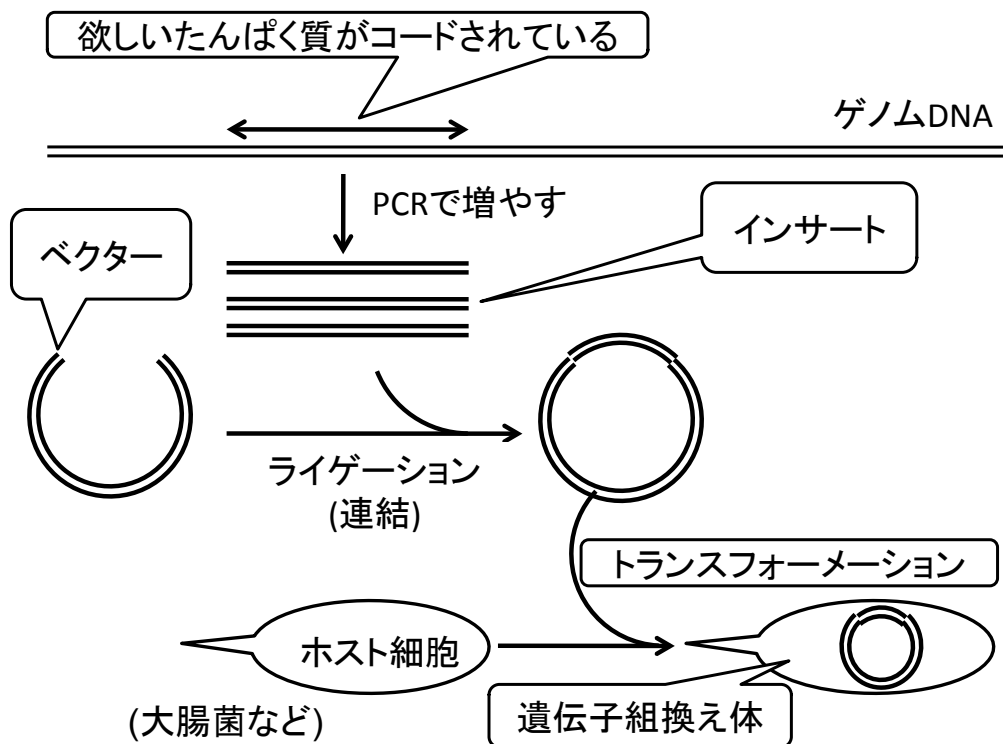 欲しいたんぱく質がコードされている
ゲノムDNA
PCRで増やす
インサート
ベクター
ライゲーション
(連結)
トランスフォーメーション
ホスト細胞
(大腸菌など)
遺伝子組換え体